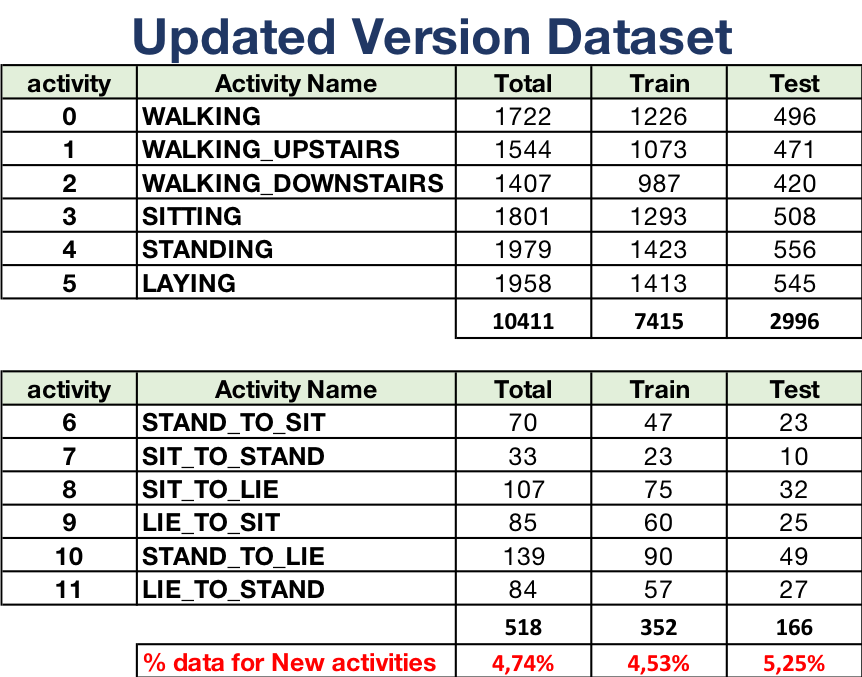 Updated Version Dataset
activity Activity Name Total Train Test
0 WALKING 1722 1226 496
1 WALKING_UPSTAIRS 1544 1073 471
2 WALKING_DOWNSTAIRS 1407 987 420
3 SITTING 1801 1293 508
4 STANDING 1979 1423 556
5 LAYING 1958 1413 545
10411 7415 2996
activity Activity Name Total Train Test
6 STAND_TO_SIT 70 47 23
7 SIT_TO_STAND 33 23 10
8 SIT_TO_LIE 107 75 32
9 LIE_TO_SIT 85 60 25
10 STAND_TO_LIE 139 90 49
11 LIE_TO_STAND 84 57 27
518 352 166
% data for New activities 4,74% 4,53% 5,25%